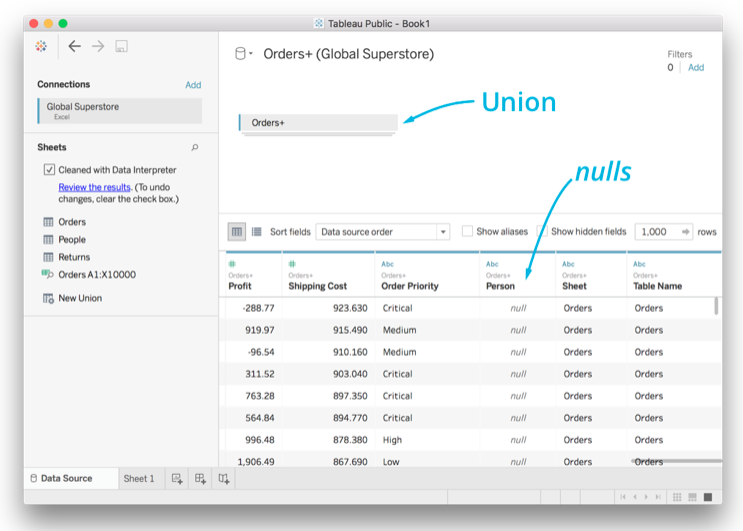 Tableau Public - Book1
Connections
Add
Global Superstore
Excel
Sheets
Cleaned with Data Interpreter
Review the results. (To undo
changes, clear the check box.)
Orders
People
Returns
Orders A1:X10000
New Union
Orders+ (Global Superstore)
Filters
0 Add
Orders+
Union
nulls
Sort fields Data source order Show aliases Show hidden fields 1,000 rows
Abc Abc Abc Abc
Orders+ Orders+ Orders+ Orders+ Orders+ Orders+
Profit Shipping Cost Order Priority Person Sheet Table Name
-288.77 923.630 Critical null Orders Orders
919.97 915.490 Medium null Orders Orders
-96.54 910.160 Medium null Orders Orders
311.52 903.040 Critical null Orders Orders
763.28 897.350 Critical null Orders Orders
564.84 894.770 Critical null Orders Orders
996.48 878.380 High null Orders Orders
1,906.49 867.690 Low null Orders Orders
Data Source Sheet 1